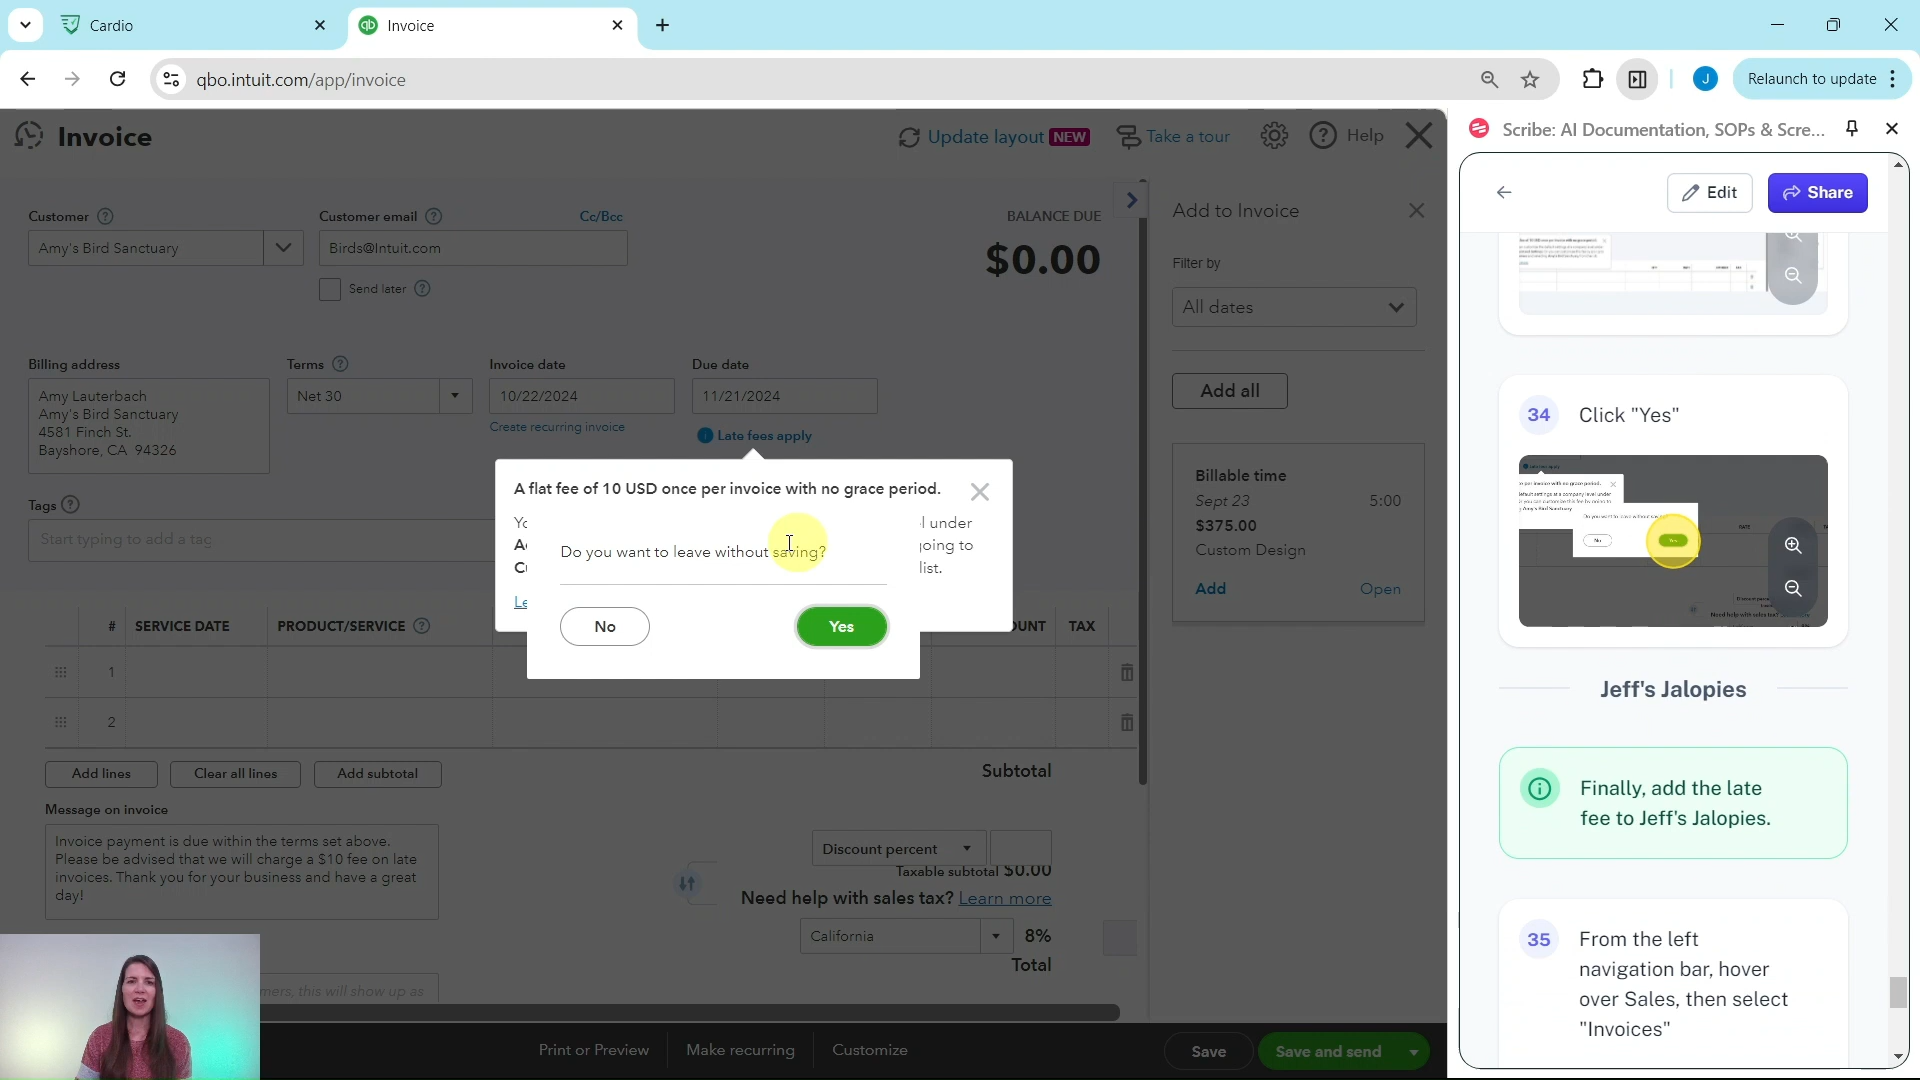 Cardio
Invoice
qbo.intuit.com/app/invoice
J
Relaunch to update
Invoice
Update layout NEW
Take a tour
Help
Customer
Customer email
Cc/Bcc
Amy's Bird Sanctuary
Birds@Intuit.com
Send later
BALANCE DUE
$0.00
Billing address
Terms
Invoice date
Due date
Amy Lauterbach
Amy's Bird Sanctuary
4581 Finch St.
Bayshore, CA 94326
Net 30
10/22/2024
11/21/2024
Create recurring invoice
Late fees apply
Tags
Start typing to add a tag
A flat fee of 10 USD once per invoice with no grace period.
under
going to
list.
Do you want to leave without saving?
No
Yes
#
SERVICE DATE
PRODUCT/SERVICE
TAX
1
2
Add lines
Clear all lines
Add subtotal
Subtotal
Message on invoice
Invoice payment is due within the terms set above.
Please be advised that we will charge a $10 fee on late
invoices. Thank you for your business and have a great
day!
Discount percent
Taxable subtotal $0.00
Need help with sales tax? Learn more
California
8%
Total
this will show up as
Print or Preview
Make recurring
Customize
Save
Save and send
Add to Invoice
Filter by
All dates
Add all
Billable time
Sept 23
5:00
$375.00
Custom Design
Add
Open
Scribe: AI Documentation, SOPs & Scre...
Edit
Share
34
Click "Yes"
Jeff's Jalopies
Finally, add the late
fee to Jeff's Jalopies.
35
From the left
navigation bar, hover
over Sales, then select
"Invoices"